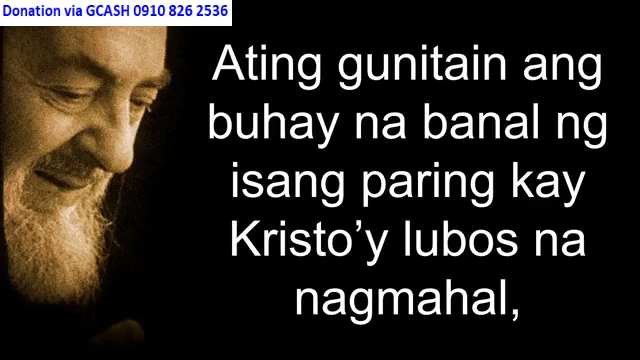 Donation via GCASH 0910 826 2536
Ating gunitain ang
buhay na banal ng
isang paring kay
Kristo’y lubos na
nagmahal,